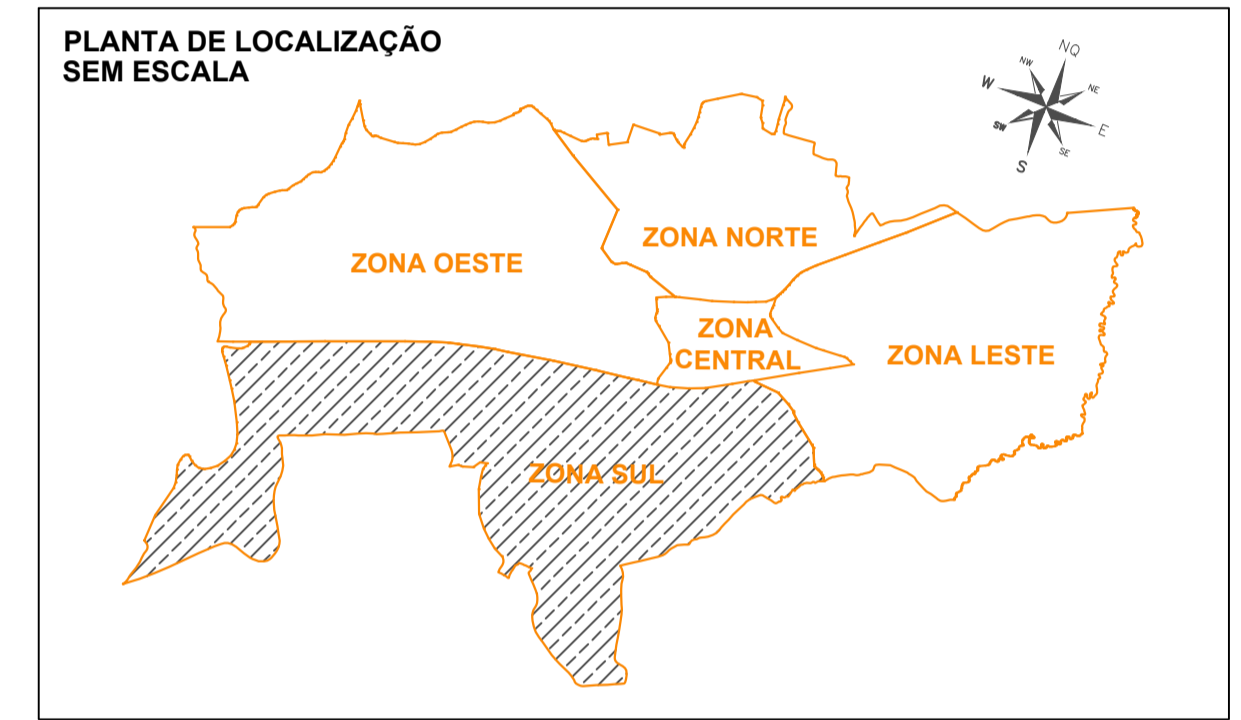 PLANTA DE LOCALIZAÇÃO
SEM ESCALA
NQ
NW
NE
W
E
SW
SE
S
ZONA NORTE
ZONA OESTE
ZONA
CENTRAL
ZONA LESTE
ZONA SUL